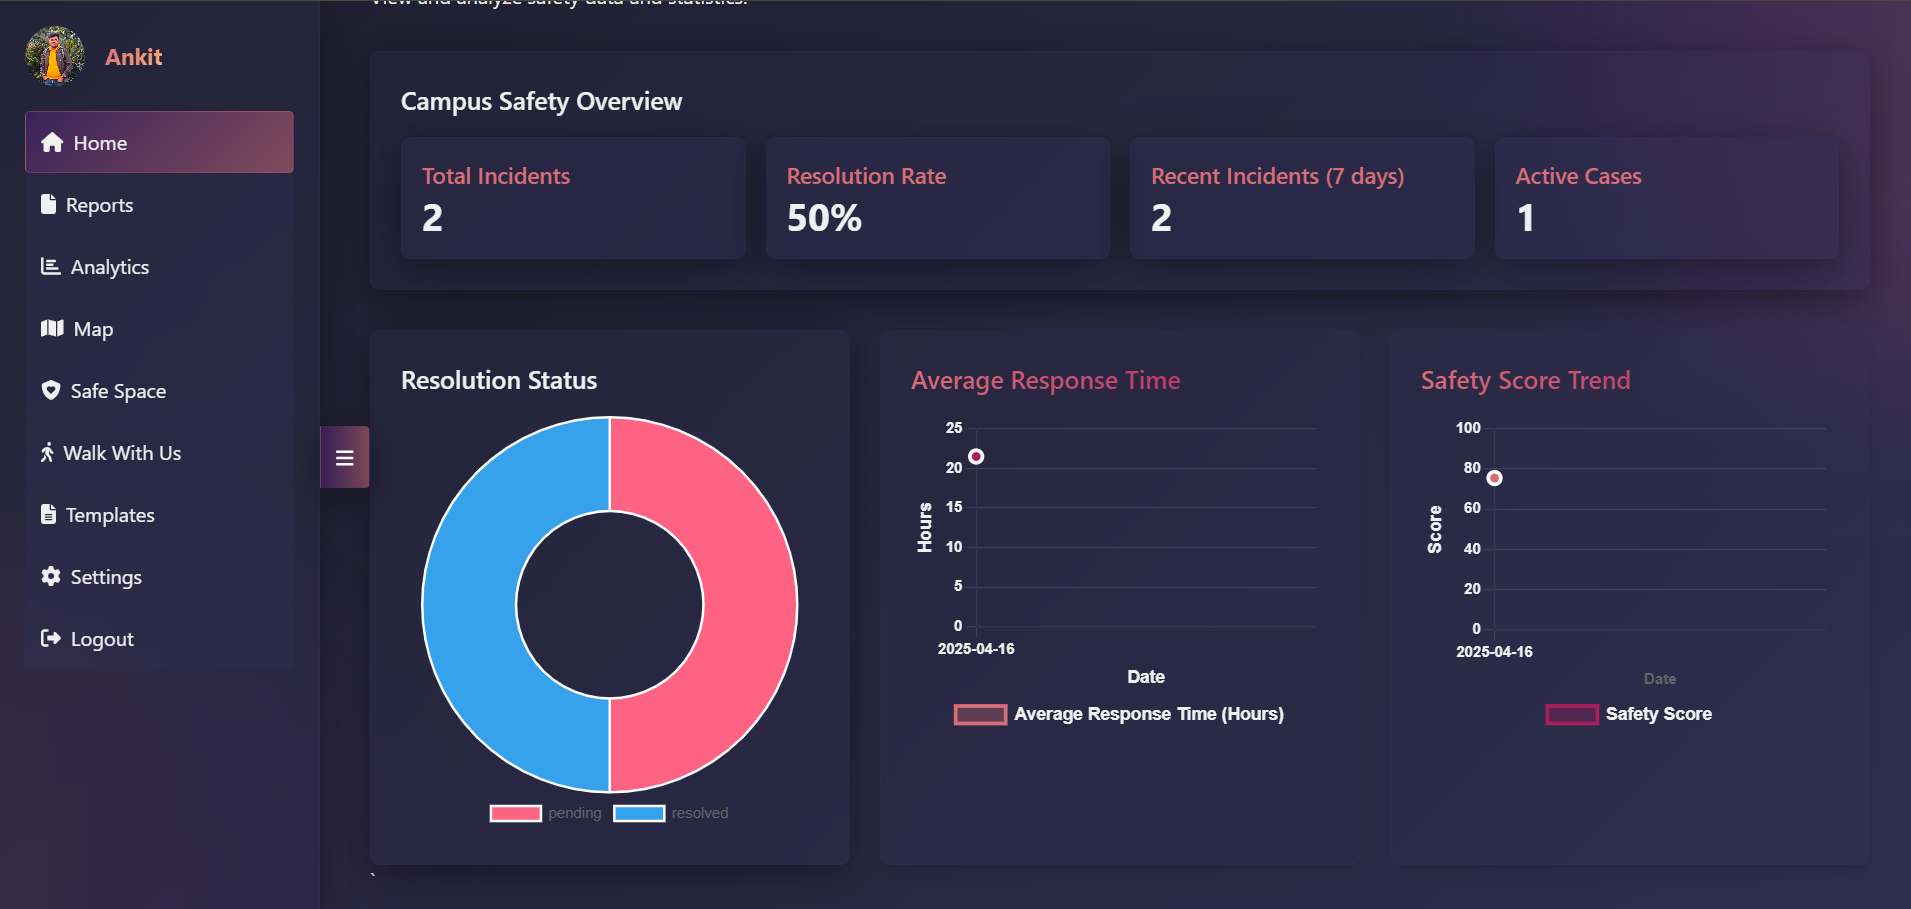 View and analyze safety data and statistics.
Ankit
Home
Reports
Analytics
Map
Safe Space
Walk With Us
Templates
Settings
Logout
Campus Safety Overview
Total Incidents
2
Resolution Rate
50%
Recent Incidents (7 days)
2
Active Cases
1
Resolution Status
pending resolved
Average Response Time
25
20
15
10
5
0
Hours
2025-04-16
Date
Average Response Time (Hours)
Safety Score Trend
100
80
60
40
20
0
Score
2025-04-16
Date
Safety Score
`